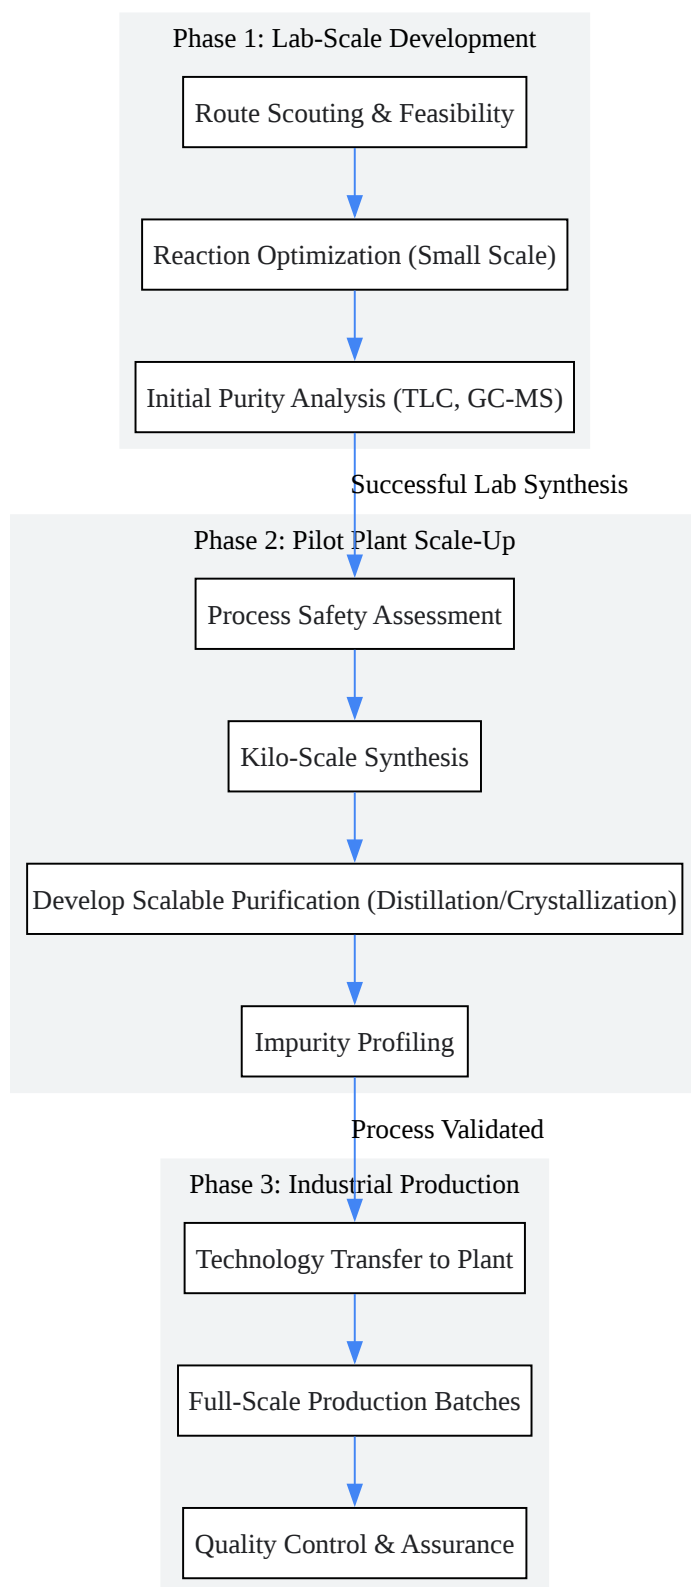 Phase 1: Lab-Scale Development
Route Scouting & Feasibility
Reaction Optimization (Small Scale)
Initial Purity Analysis (TLC, GC-MS)
Successful Lab Synthesis
Phase 2: Pilot Plant Scale-Up
Process Safety Assessment
Kilo-Scale Synthesis
Develop Scalable Purification (Distillation/Crystallization)
Impurity Profiling
Process Validated
Phase 3: Industrial Production
Technology Transfer to Plant
Full-Scale Production Batches
Quality Control & Assurance